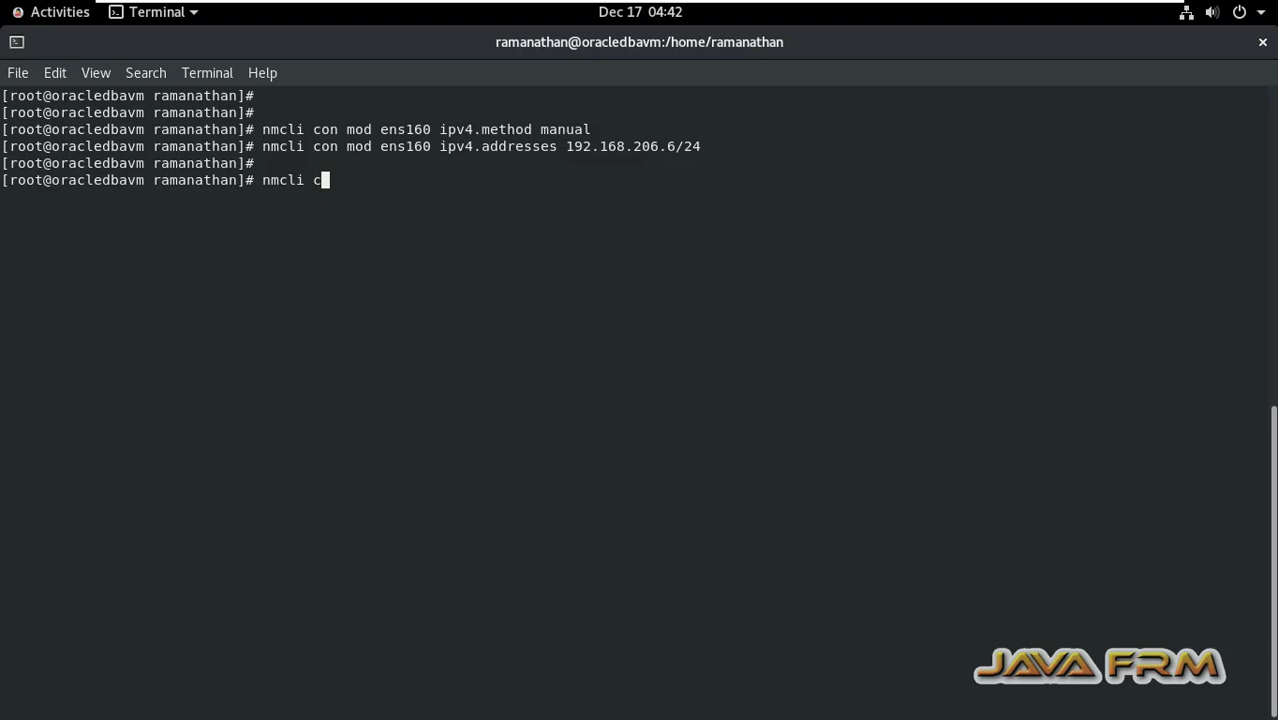 Activities Terminal Dec 17 04:42
ramanathan@oracledbavm:/home/ramanathan
File Edit View Search Terminal Help
[root@oracledbavm ramanathan]#
[root@oracledbavm ramanathan]#
[root@oracledbavm ramanathan]# nmcli con mod ens160 ipv4.method manual
[root@oracledbavm ramanathan]# nmcli con mod ens160 ipv4.addresses 192.168.206.6/24
[root@oracledbavm ramanathan]#
[root@oracledbavm ramanathan]# nmcli c
JAVA FRM